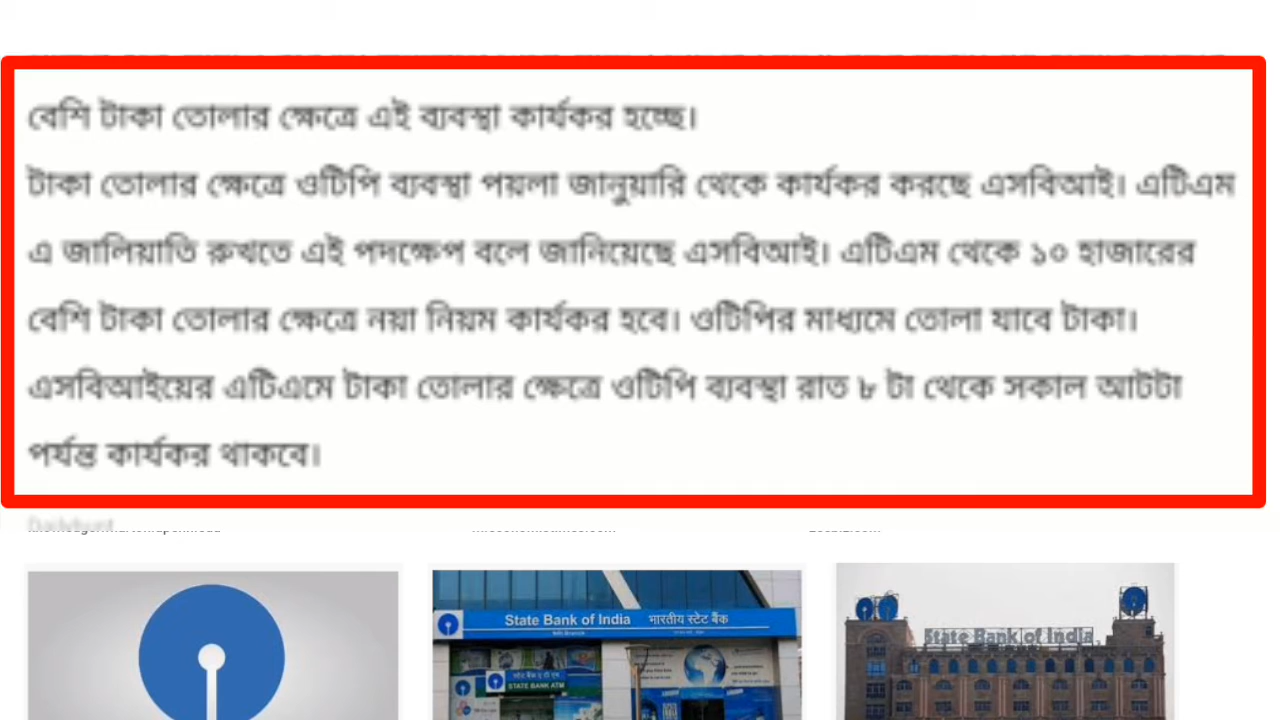 বেশি টাকা তোলার ক্ষেত্রে এই ব্যবস্থা কার্যকর হচ্ছে।
টাকা তোলার ক্ষেত্রে ওটিপি ব্যবস্থা পয়লা জানুয়ারি থেকে কার্যকর করছে এসবিআই। এটিএম
এ জালিয়াতি রুখতে এই পদক্ষেপ বলে জানিয়েছে এসবিআই। এটিএম থেকে ১০ হাজারের
বেশি টাকা তোলার ক্ষেত্রে নয়া নিয়ম কার্যকর হবে। ওটিপির মাধ্যমে তোলা যাবে টাকা।
এসবিআইয়ের এটিএমে টাকা তোলার ক্ষেত্রে ওটিপি ব্যবস্থা রাত ৮ টা থেকে সকাল আটটা
পর্যন্ত কার্যকর থাকবে।
State Bank of India भारतीय स्टेट बैंक
STATE BANK ATM
State Bank of India